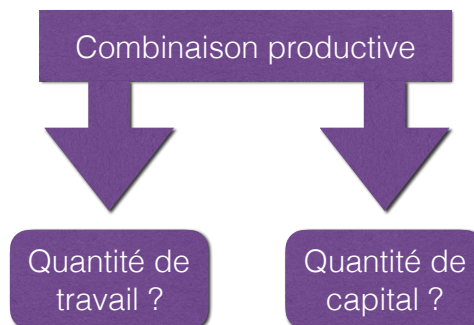 Combinaison productive
Quantité de
travail ?
Quantité de
capital ?